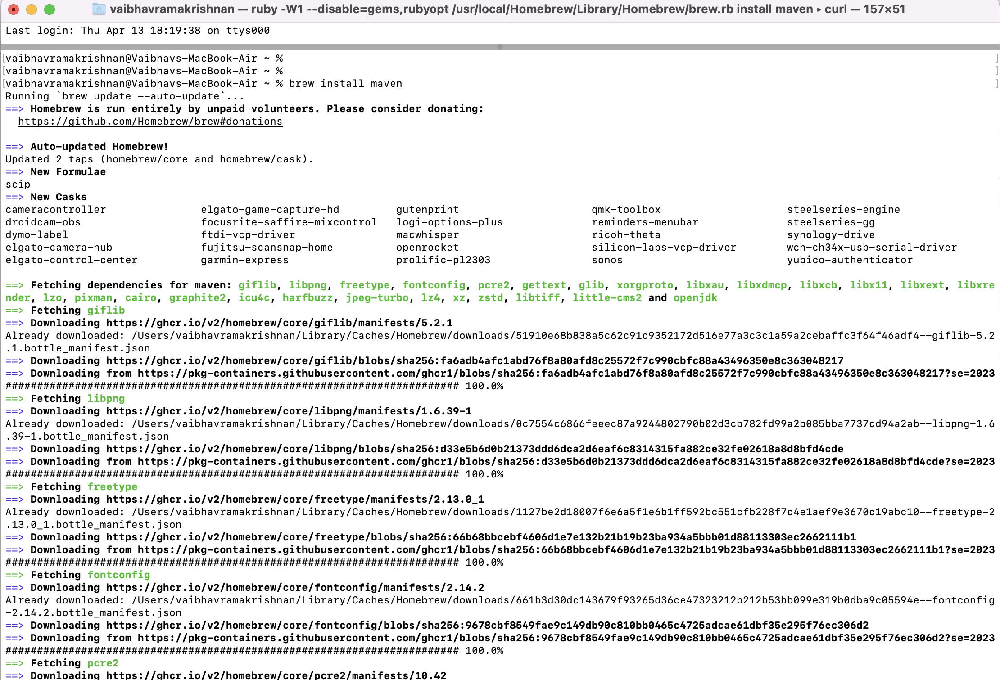 vaibhavramakrishnan — ruby -W1 --disable=gems,rubyopt /usr/local/Homebrew/Library/Homebrew/brew.rb install maven ▸ curl — 157×51
Last login: Thu Apr 13 18:19:38 on ttys000
[vaibhavramakrishnan@Vaibhavs-MacBook-Air ~ % ]
[vaibhavramakrishnan@Vaibhavs-MacBook-Air ~ % ]
[vaibhavramakrishnan@Vaibhavs-MacBook-Air ~ % brew install maven ]
Running `brew update --auto-update`...
==> Homebrew is run entirely by unpaid volunteers. Please consider donating:
https://github.com/Homebrew/brew#donations
==> Auto-updated Homebrew!
Updated 2 taps (homebrew/core and homebrew/cask).
==> New Formulae
scip
==> New Casks
cameracontroller elgato-game-capture-hd gutenprint qmk-toolbox steelseries-engine
droidcam-obs focusrite-saffire-mixcontrol logi-options-plus reminders-menubar steelseries-gg
dymo-label ftdi-vcp-driver macwhisper ricoh-theta synology-drive
elgato-camera-hub fujitsu-scansnap-home openrocket silicon-labs-vcp-driver wch-ch34x-usb-serial-driver
elgato-control-center garmin-express prolific-pl2303 sonos yubico-authenticator
==> Fetching dependencies for maven: giflib, libpng, freetype, fontconfig, pcre2, gettext, glib, xorgproto, libxau, libxdmcp, libxcb, libx11, libxext, libxre
nder, lzo, pixman, cairo, graphite2, icu4c, harfbuzz, jpeg-turbo, lz4, xz, zstd, libtiff, little-cms2 and openjdk
==> Fetching giflib
==> Downloading https://ghcr.io/v2/homebrew/core/giflib/manifests/5.2.1
Already downloaded: /Users/vaibhavramakrishnan/Library/Caches/Homebrew/downloads/51910e68b838a5c62c91c9352172d516e77a3c3c1a59a2cebaffc3f64f46adf4--giflib-5.2
.1.bottle_manifest.json
==> Downloading https://ghcr.io/v2/homebrew/core/giflib/blobs/sha256:fa6adb4afc1abd76f8a80afd8c25572f7c990cbfc88a43496350e8c363048217
==> Downloading from https://pkg-containers.githubusercontent.com/ghcr1/blobs/sha256:fa6adb4afc1abd76f8a80afd8c25572f7c990cbfc88a43496350e8c363048217?se=2023
######################################################################## 100.0%
==> Fetching libpng
==> Downloading https://ghcr.io/v2/homebrew/core/libpng/manifests/1.6.39-1
Already downloaded: /Users/vaibhavramakrishnan/Library/Caches/Homebrew/downloads/0c7554c6866feeec87a9244802790b02d3cb782fd99a2b085bba7737cd94a2ab--libpng-1.6
.39-1.bottle_manifest.json
==> Downloading https://ghcr.io/v2/homebrew/core/libpng/blobs/sha256:d33e5b6d0b21373ddd6dca2d6eaf6c8314315fa882ce32fe02618a8d8bfd4cde
==> Downloading from https://pkg-containers.githubusercontent.com/ghcr1/blobs/sha256:d33e5b6d0b21373ddd6dca2d6eaf6c8314315fa882ce32fe02618a8d8bfd4cde?se=2023
######################################################################## 100.0%
==> Fetching freetype
==> Downloading https://ghcr.io/v2/homebrew/core/freetype/manifests/2.13.0_1
Already downloaded: /Users/vaibhavramakrishnan/Library/Caches/Homebrew/downloads/1127be2d18007f6e6a5f1e6b1ff592bc551cfb228f7c4e1aef9e3670c19abc10--freetype-2
.13.0_1.bottle_manifest.json
==> Downloading https://ghcr.io/v2/homebrew/core/freetype/blobs/sha256:66b68bbcebf4606d1e7e132b21b19b23ba934a5bbb01d88113303ec2662111b1
==> Downloading from https://pkg-containers.githubusercontent.com/ghcr1/blobs/sha256:66b68bbcebf4606d1e7e132b21b19b23ba934a5bbb01d88113303ec2662111b1?se=2023
######################################################################## 100.0%
==> Fetching fontconfig
==> Downloading https://ghcr.io/v2/homebrew/core/fontconfig/manifests/2.14.2
Already downloaded: /Users/vaibhavramakrishnan/Library/Caches/Homebrew/downloads/661b3d30dc143679f93265d36ce47323212b212b53bb099e319b0dba9c05594e--fontconfig
-2.14.2.bottle_manifest.json
==> Downloading https://ghcr.io/v2/homebrew/core/fontconfig/blobs/sha256:9678cbf8549fae9c149db90c810bb0465c4725adcae61dbf35e295f76ec306d2
==> Downloading from https://pkg-containers.githubusercontent.com/ghcr1/blobs/sha256:9678cbf8549fae9c149db90c810bb0465c4725adcae61dbf35e295f76ec306d2?se=2023
######################################################################## 100.0%
==> Fetching pcre2
==> Downloading https://ghcr.io/v2/homebrew/core/pcre2/manifests/10.42